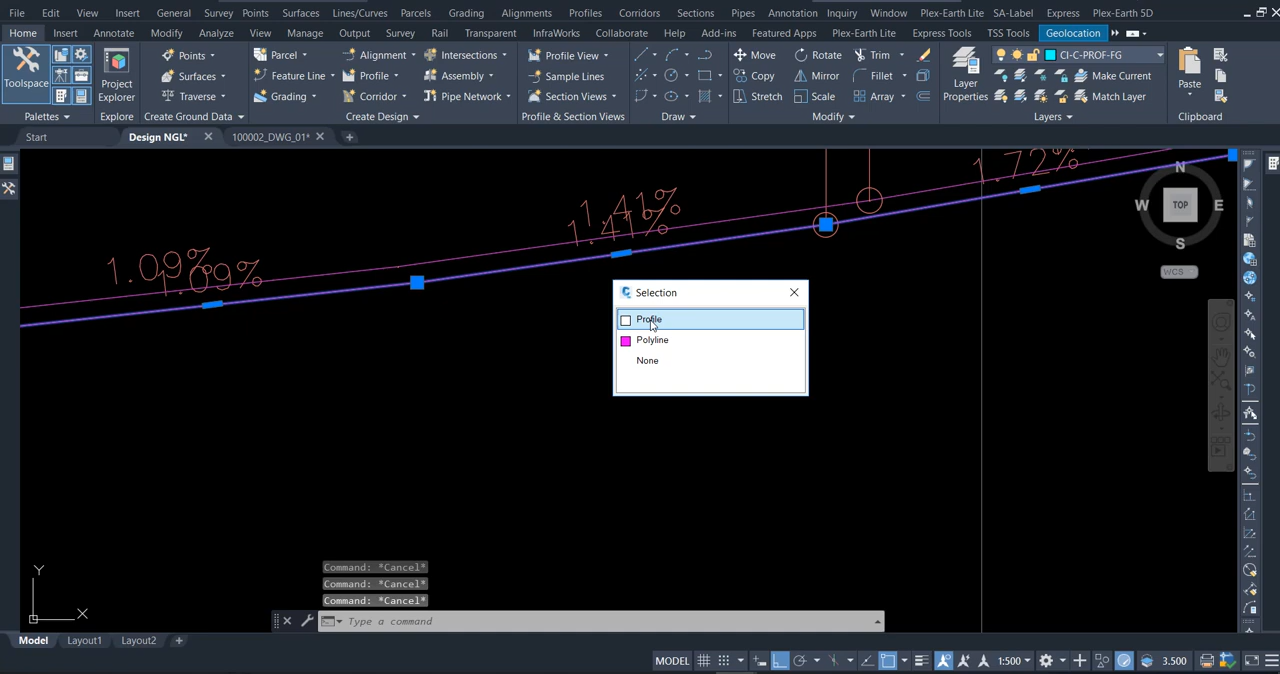 File Edit View Insert General Survey Points Surfaces Lines/Curves Parcels Grading Alignments Profiles Corridors Sections Pipes Annotation Inquiry Window Plex-Earth Lite SA-Label Express Plex-Earth 5D
Home Insert Annotate Modify Analyze View Manage Output Survey Rail Transparent InfraWorks Collaborate Help Add-ins Featured Apps Plex-Earth Lite Express Tools TSS Tools Geolocation
Points Parcel Alignment Intersections Profile View Move Rotate Trim CI-C-PROF-FG
Surfaces Feature Line Profile Assembly Sample Lines Copy Mirror Fillet Make Current
Toolspace Project Explorer Layer Properties Paste
Traverse Grading Corridor Pipe Network Section Views Stretch Scale Array Match Layer
Palettes Explore Create Ground Data Create Design Profile & Section Views Draw Modify Layers Clipboard
Start Design NGL* 100002_DWG_01*
1.72%
N
W TOP E
S
WCS
1.41%
1.41%
1.09%
1.09%
Selection
Profile
Polyline
None
Y
X
Command: *Cancel*
Command: *Cancel*
Command: *Cancel*
Type a command
Model Layout1 Layout2
MODEL 1:500 3.500